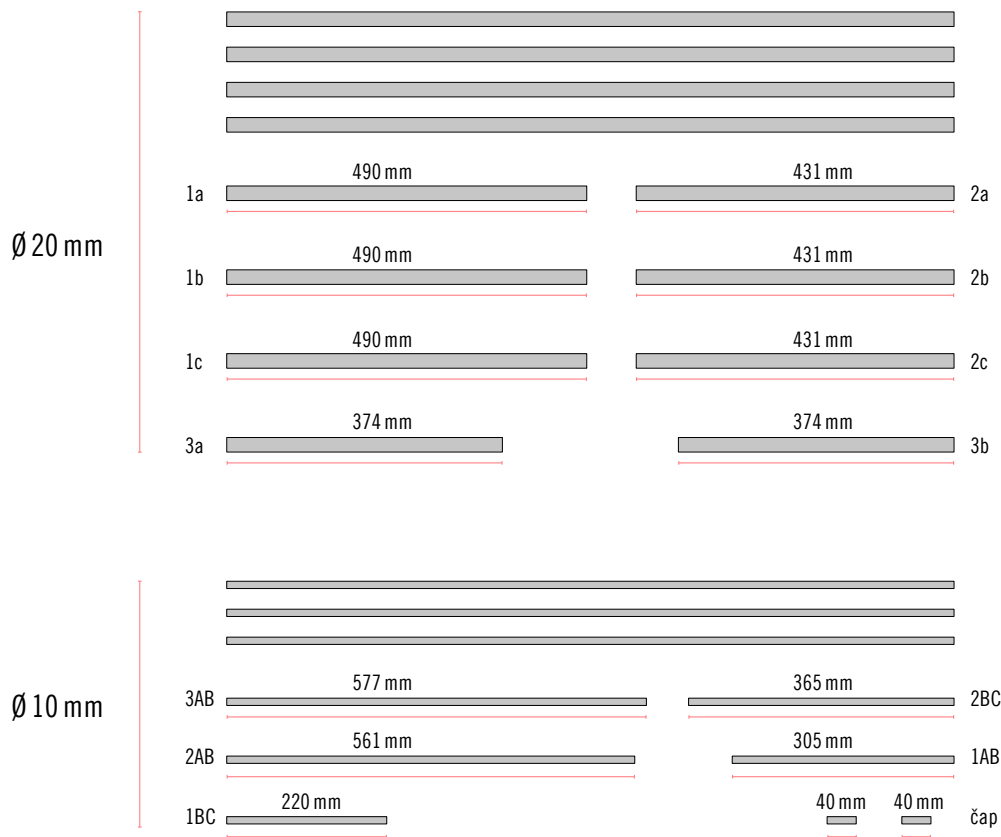 490 mm 431 mm
1a 2a
Ø 20 mm
490 mm 431 mm
1b 2b
490 mm 431 mm
1c 2c
374 mm 374 mm
3a 3b
577 mm 365 mm
3AB 2BC
Ø 10 mm
561 mm 305 mm
2AB 1AB
220 mm 40 mm 40 mm
1BC čap